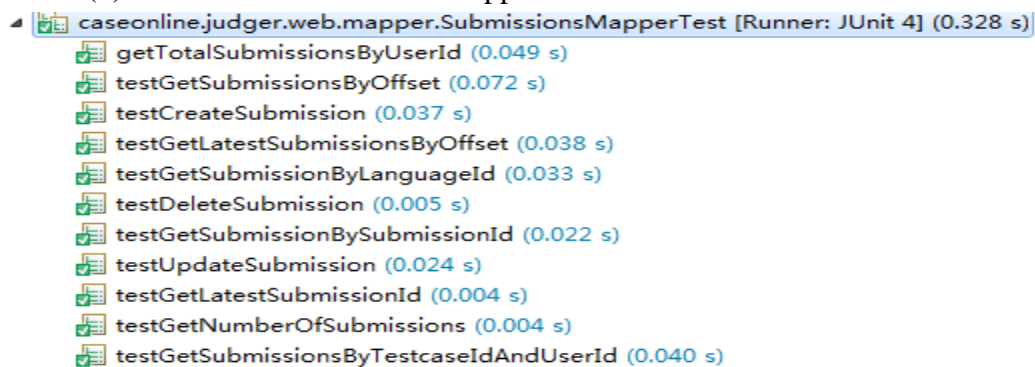 caseonline.judger.web.mapper.SubmissionsMapperTest [Runner: JUnit 4] (0.328 s)
getTotalSubmissionsByUserId (0.049 s)
testGetSubmissionsByOffset (0.072 s)
testCreateSubmission (0.037 s)
testGetLatestSubmissionsByOffset (0.038 s)
testGetSubmissionByLanguageId (0.033 s)
testDeleteSubmission (0.005 s)
testGetSubmissionBySubmissionId (0.022 s)
testUpdateSubmission (0.024 s)
testGetLatestSubmissionId (0.004 s)
testGetNumberOfSubmissions (0.004 s)
testGetSubmissionsByTestcaseIdAndUserId (0.040 s)